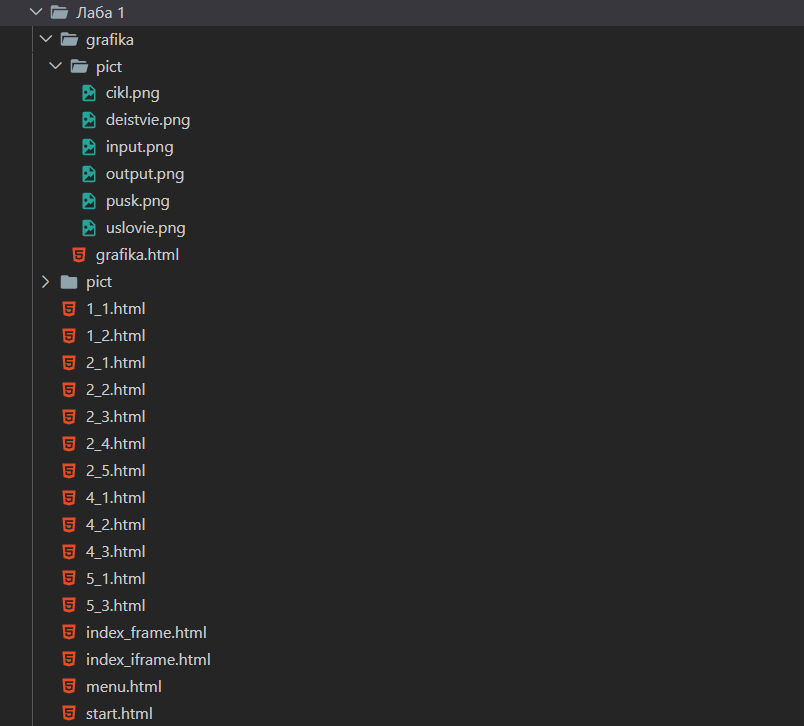 Лаба 1
grafika
pict
cikl.png
deistvie.png
input.png
output.png
pusk.png
uslovie.png
grafika.html
pict
1_1.html
1_2.html
2_1.html
2_2.html
2_3.html
2_4.html
2_5.html
4_1.html
4_2.html
4_3.html
5_1.html
5_3.html
index_frame.html
index_iframe.html
menu.html
start.html